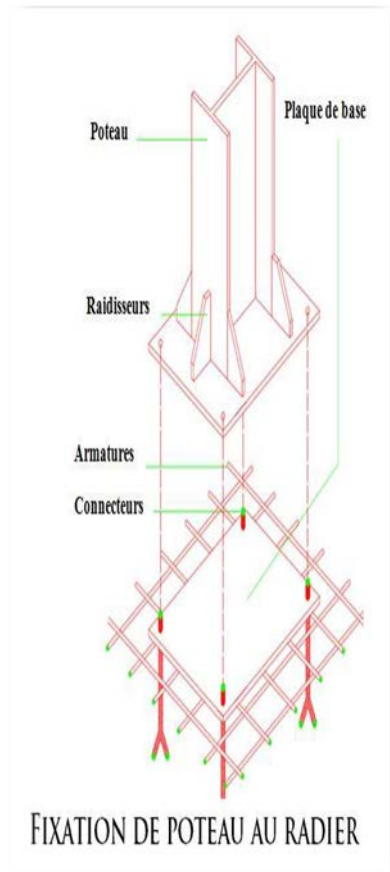 Plaque de base
Poteau
Raidisseurs
Armatures
Connecteurs
FIXATION DE POTEAU AU RADIER